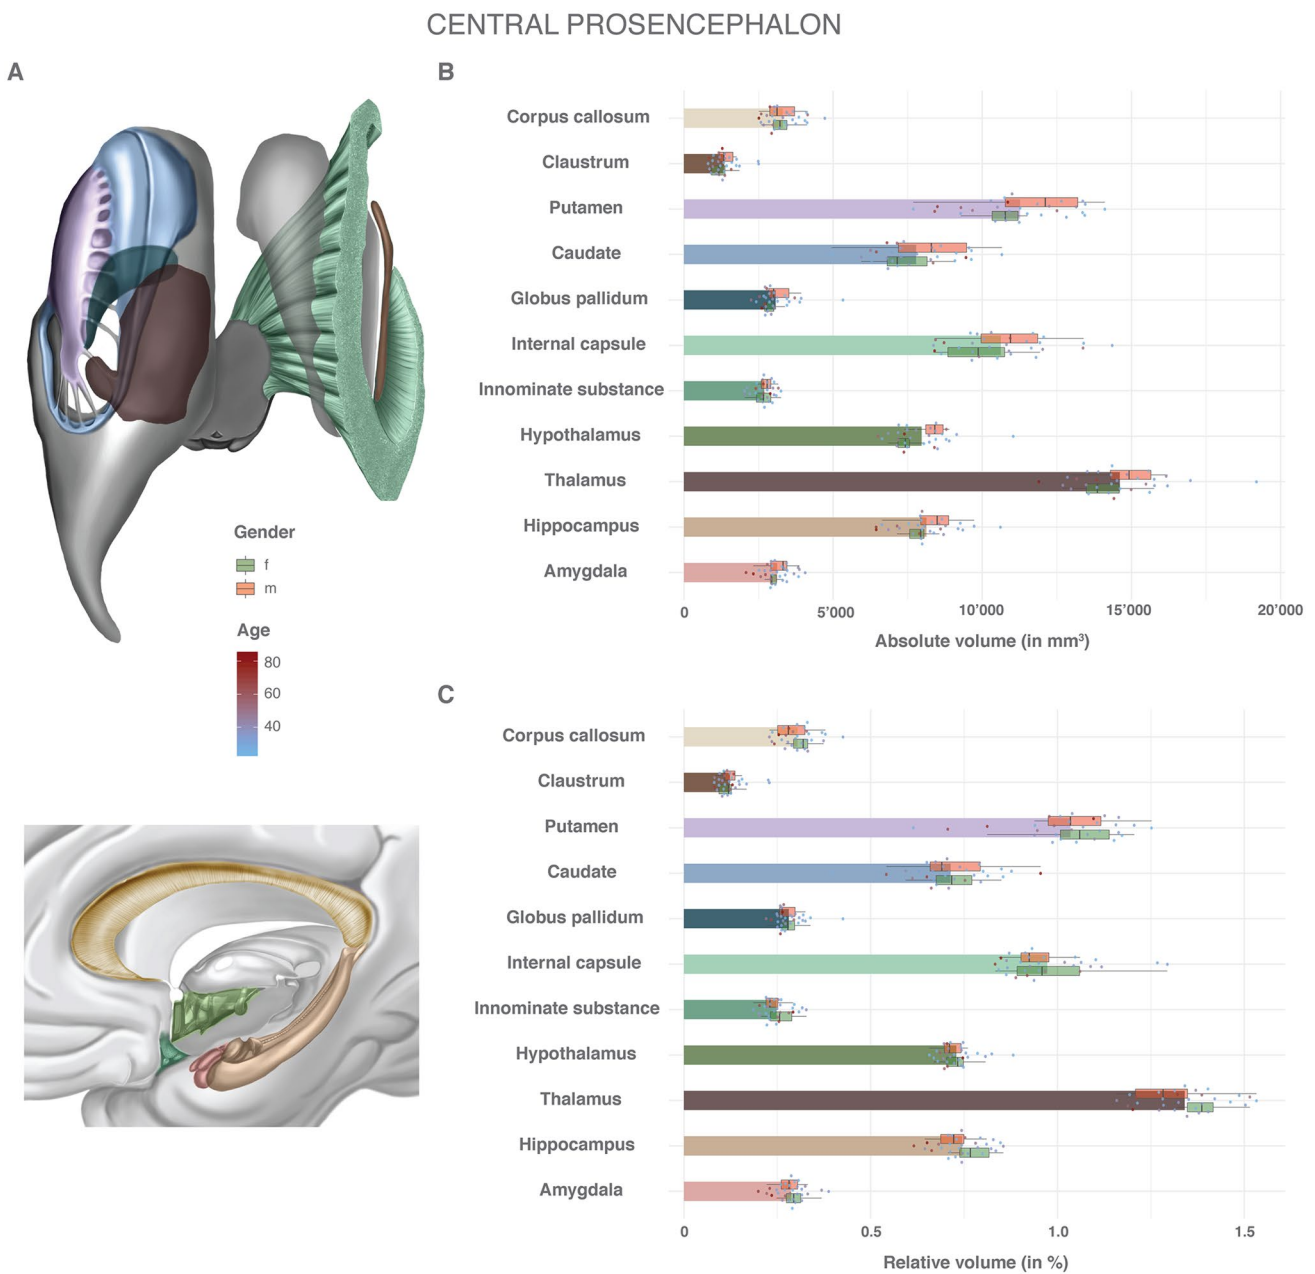 CENTRAL PROSENCEPHALON
A
Gender
f
m
Age
80
60
40
B
Corpus callosum
Claustrum
Putamen
Caudate
Globus pallidum
Internal capsule
Innominate substance
Hypothalamus
Thalamus
Hippocampus
Amygdala
0 5’000 10’000 15’000 20’000
Absolute volume (in mm³)
C
Corpus callosum
Claustrum
Putamen
Caudate
Globus pallidum
Internal capsule
Innominate substance
Hypothalamus
Thalamus
Hippocampus
Amygdala
0 0.5 1.0 1.5
Relative volume (in %)